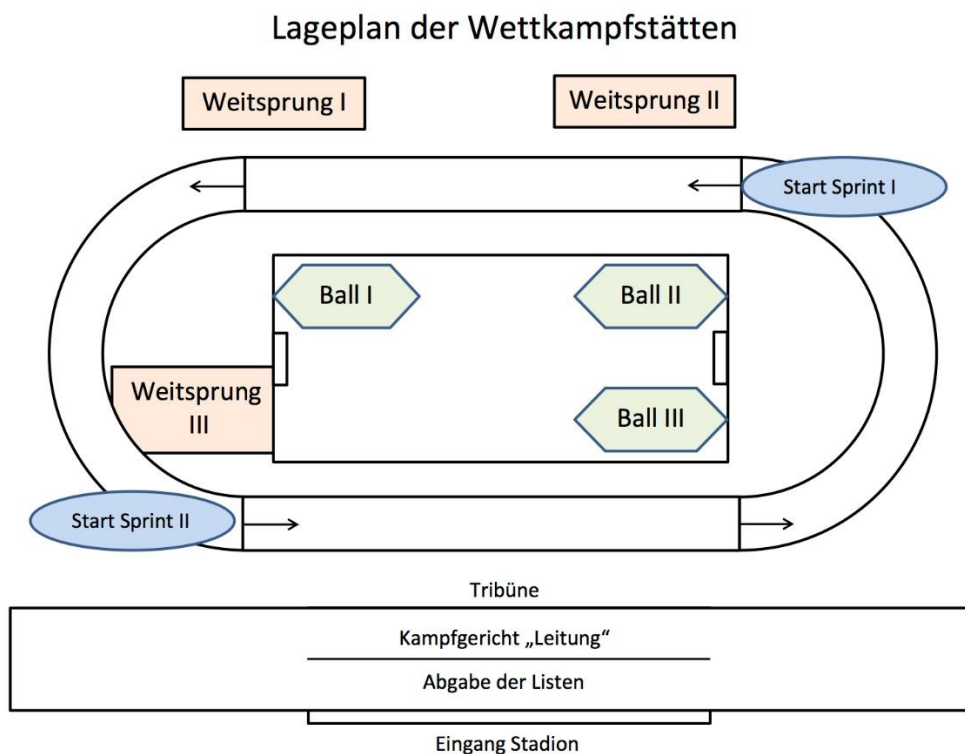 Lageplan der Wettkampfstätten
Weitsprung I
Weitsprung II
Start Sprint I
Ball I
Ball II
Weitsprung
III
Ball III
Start Sprint II
Tribüne
Kampfgericht „Leitung“
Abgabe der Listen
Eingang Stadion